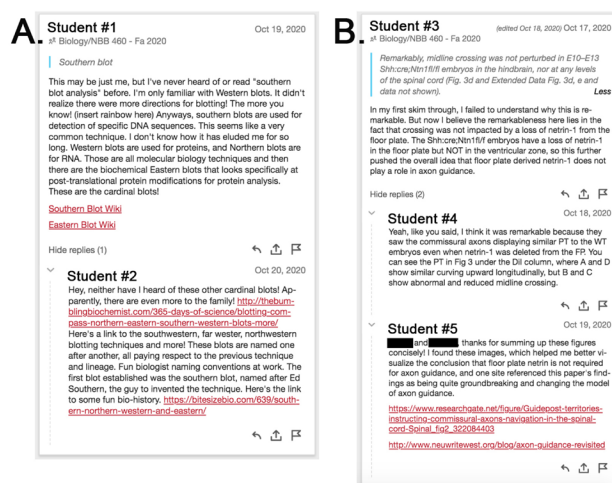 A.
Student #1
Oct 19, 2020
Biology/NBB 460 - Fa 2020
Southern blot
This may be just me, but I've never heard of or read "southern
blot analysis" before. I'm only familiar with Western blots. It didn't
realize there were more directions for blotting! The more you
know! (insert rainbow here) Anyways, southern blots are used for
detection of specific DNA sequences. This seems like a very
common technique. I don't know how it has eluded me for so
long. Western blots are used for proteins, and Northern blots are
for RNA. Those are all molecular biology techniques and then
there are the biochemical Eastern blots that looks specifically at
post-translational protein modifications for protein analysis.
These are the cardinal blots!
Southern Blot Wiki
Eastern Blot Wiki
Hide replies (1)
Student #2
Oct 20, 2020
Hey, neither have I heard of these other cardinal blots! Ap-
parently, there are even more to the family! http://thebum-
blingbiochemist.com/365-days-of-science/blotting-com-
pass-northern-eastern-southern-western-blots-more/
Here's a link to the southwestern, far wester, northwestern
blotting techniques and more! These blots are named one
after another, all paying respect to the previous technique
and lineage. Fun biologist naming conventions at work. The
first blot established was the southern blot, named after Ed
Southern, the guy to invented the technique. Here's the link
to some fun bio-history. https://bitesizebio.com/639/south-
ern-northern-western-and-eastern/
B.
Student #3
(edited Oct 18, 2020) Oct 17, 2020
Biology/NBB 460 - Fa 2020
Remarkably, midline crossing was not perturbed in E10–E13
Shh:cre;Ntn1fl/fl embryos in the hindbrain, nor at any levels
of the spinal cord (Fig. 3d and Extended Data Fig. 3d, e and
data not shown).
Less
In my first skim through, I failed to understand why this is re-
markable. But now I believe the remarkableness here lies in the
fact that crossing was not impacted by a loss of netrin-1 from the
floor plate. The Shh:cre;Ntn1fl/f embryos have a loss of netrin-1
in the floor plate but NOT in the ventricular zone, so this further
pushed the overall idea that floor plate derived netrin-1 does not
play a role in axon guidance.
Hide replies (2)
Student #4
Oct 18, 2020
Yeah, like you said, I think it was remarkable because they
saw the commissural axons displaying similar PT to the WT
embryos even when netrin-1 was deleted from the FP. You
can see the PT in Fig 3 under the DiI column, where A and D
show similar curving upward longitudinally, but B and C
show abnormal and reduced midline crossing.
Student #5
Oct 19, 2020
and , thanks for summing up these figures
concisely! I found these images, which helped me better vi-
sualize the conclusion that floor plate netrin is not required
for axon guidance, and one site referenced this paper's find-
ings as being quite groundbreaking and changing the model
of axon guidance.
https://www.researchgate.net/figure/Guidepost-territories-
instructing-commissural-axons-navigation-in-the-spinal-
cord-Spinal_fig2_322084403
http://www.neuwritewest.org/blog/axon-guidance-revisited